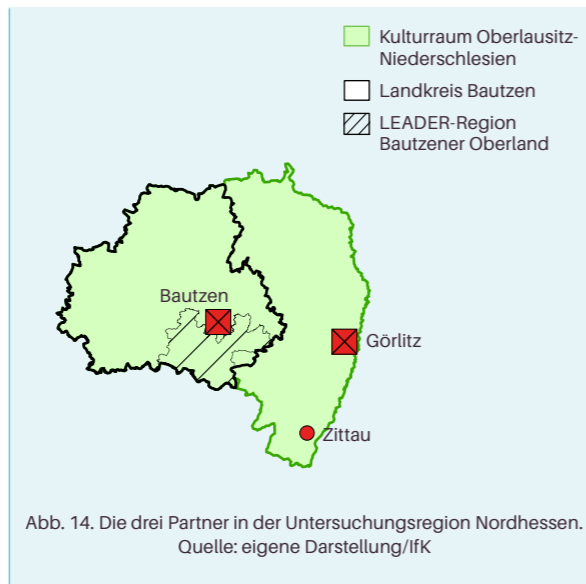 Kulturraum Oberlausitz-
Niederschlesien
Landkreis Bautzen
LEADER-Region
Bautzener Oberland
Bautzen
Görlitz
Zittau
Abb. 14. Die drei Partner in der Untersuchungsregion Nordhessen.
Quelle: eigene Darstellung/IfK